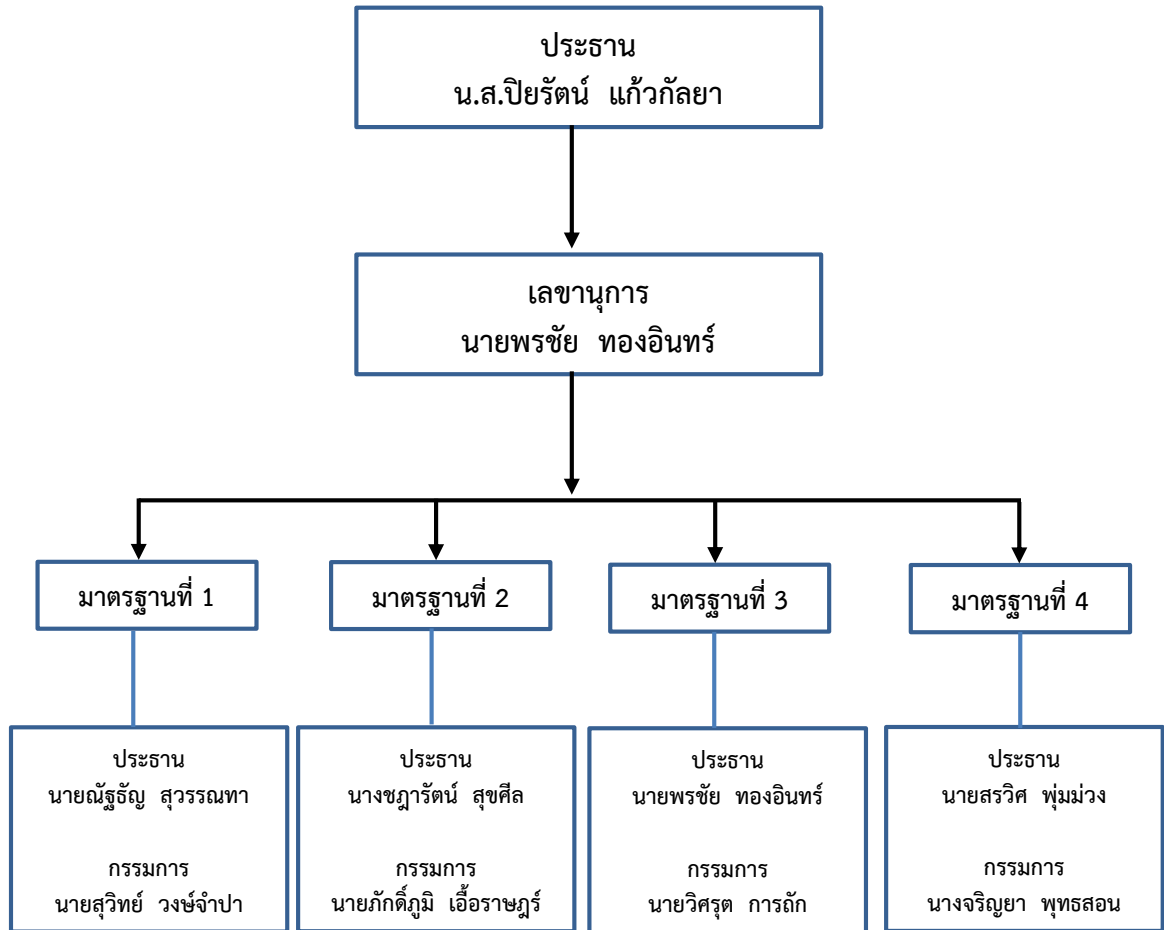 ประธาน
น.ส.ปิยรัตน์ แก้วกัลยา
เลขานุการ
นายพรชัย ทองอินทร์
มาตรฐานที่ 1
มาตรฐานที่ 2
มาตรฐานที่ 3
มาตรฐานที่ 4
ประธาน
นายณัฐธัญ สุวรรณทา
กรรมการ
นายสุวิทย์ วงษ์จำปา
ประธาน
นางชฎารัตน์ สุขศีล
กรรมการ
นายภักดิ์ภูมิ เอื้อราษฎร์
ประธาน
นายพรชัย ทองอินทร์
กรรมการ
นายวิศรุต การถัก
ประธาน
นายสรวิศ พุ่มม่วง
กรรมการ
นางจริญยา พุทธสอน